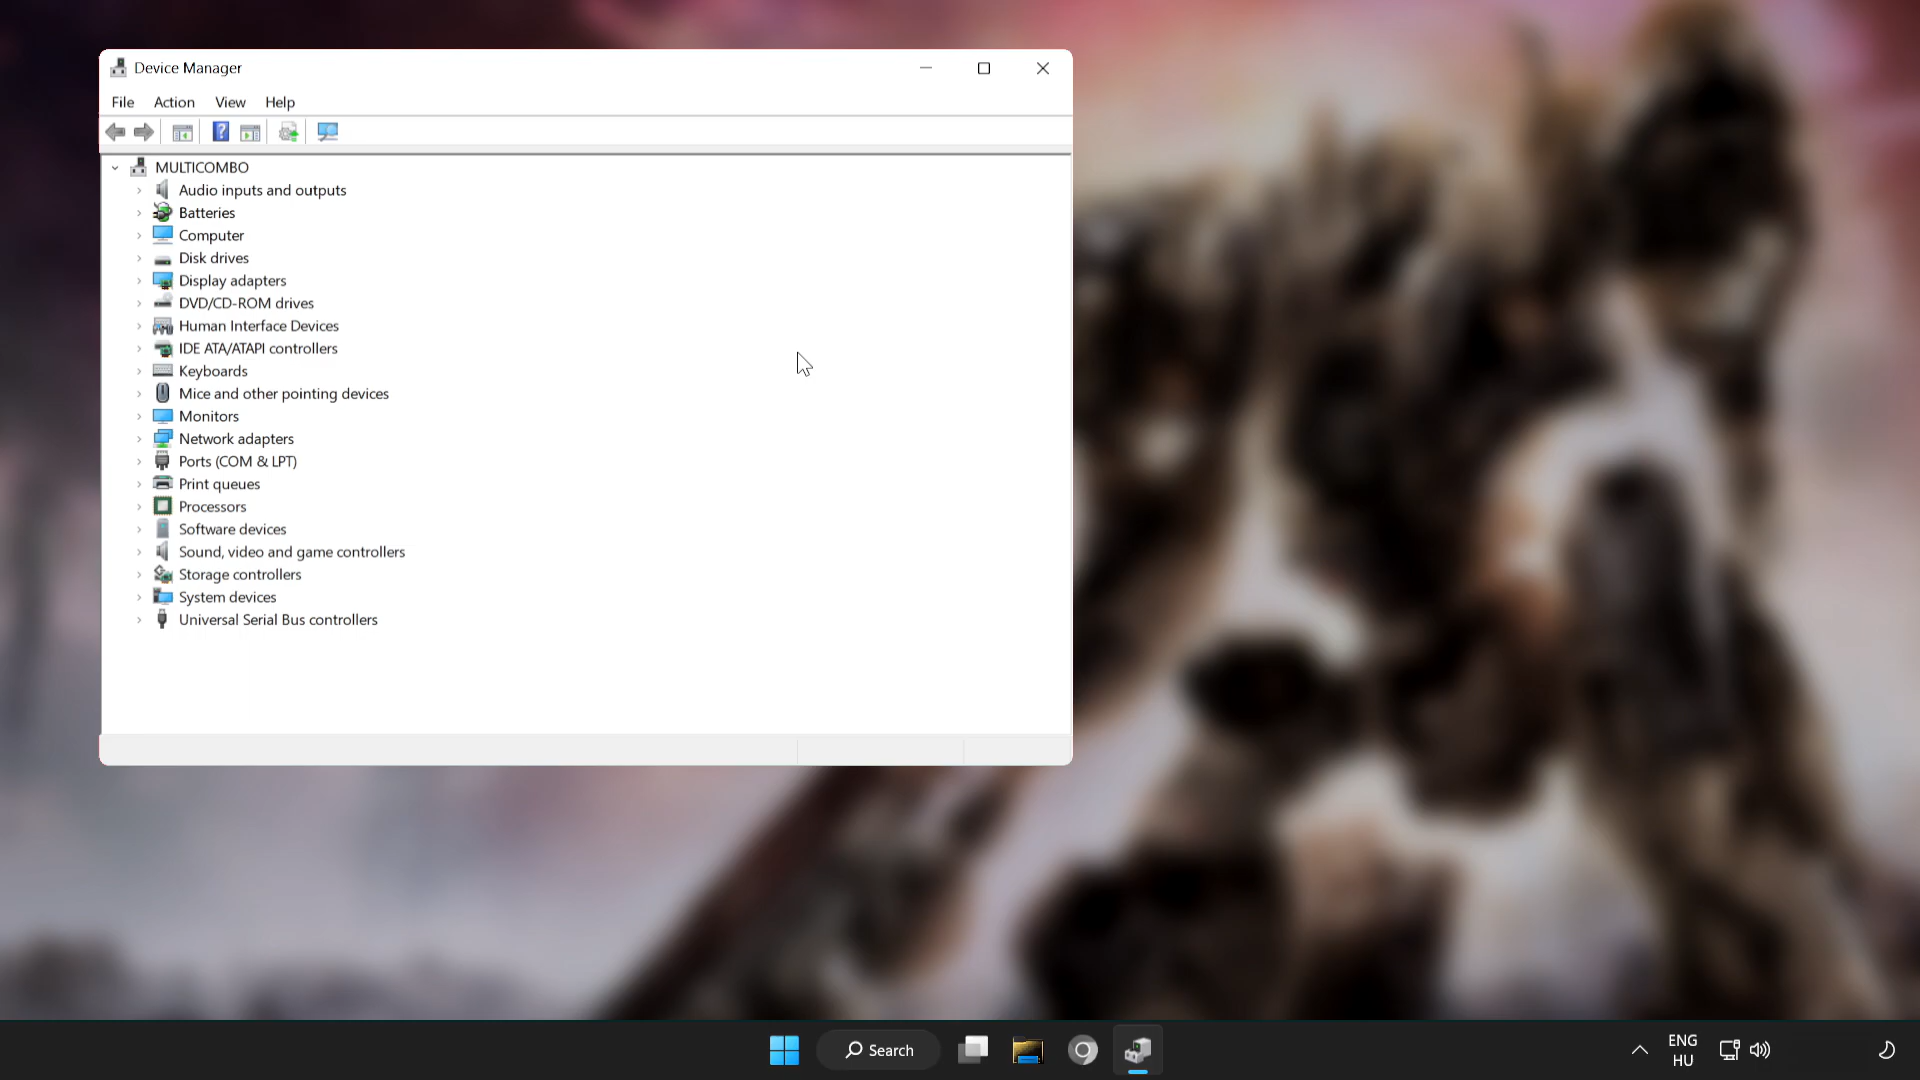 Device Manager
File Action View Help
MULTICOMBO
Audio inputs and outputs
Batteries
Computer
Disk drives
Display adapters
DVD/CD-ROM drives
Human Interface Devices
IDE ATA/ATAPI controllers
Keyboards
Mice and other pointing devices
Monitors
Network adapters
Ports (COM & LPT)
Print queues
Processors
Software devices
Sound, video and game controllers
Storage controllers
System devices
Universal Serial Bus controllers
Search
ENG
HU